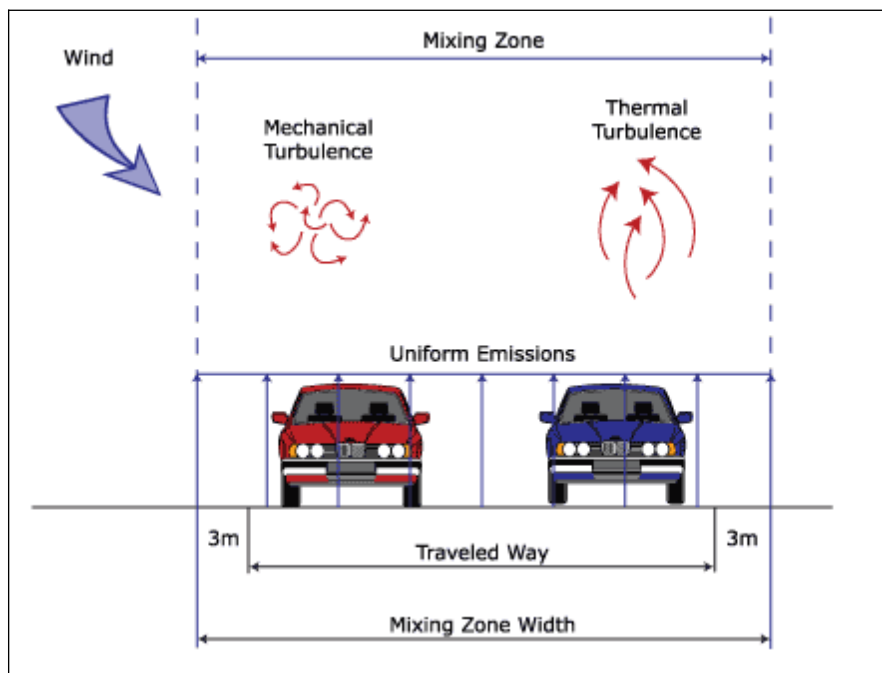 Mixing Zone
Wind
Mechanical
Turbulence
Thermal
Turbulence
Uniform Emissions
3m
Traveled Way
3m
Mixing Zone Width